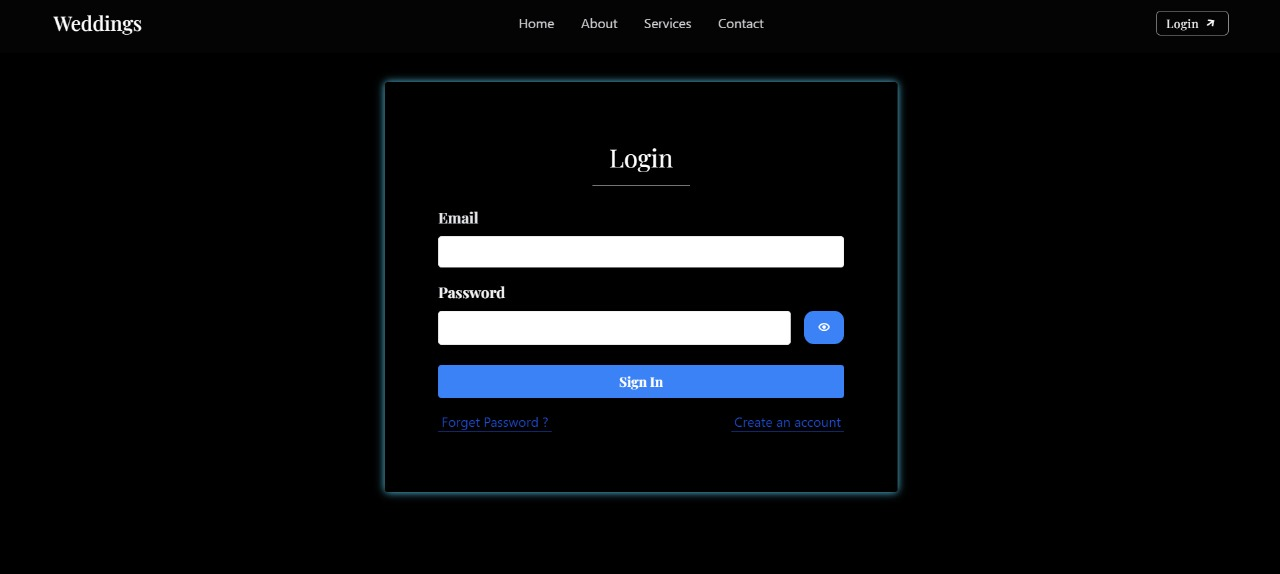 Weddings
Home About Services Contact
Login
Login
Email
Password
Sign In
Forget Password ? Create an account